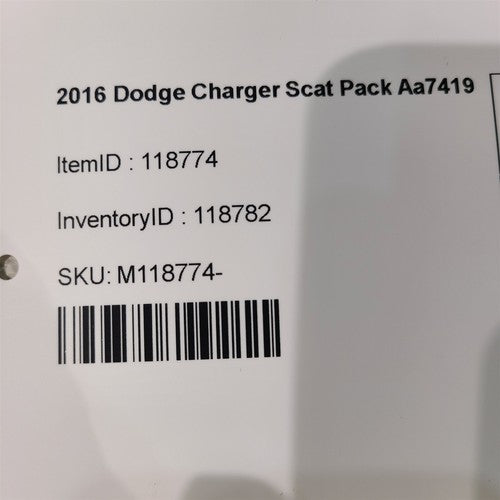 2016 Dodge Charger Scat Pack Aa7419
ItemID : 118774
InventoryID : 118782
SKU: M118774-